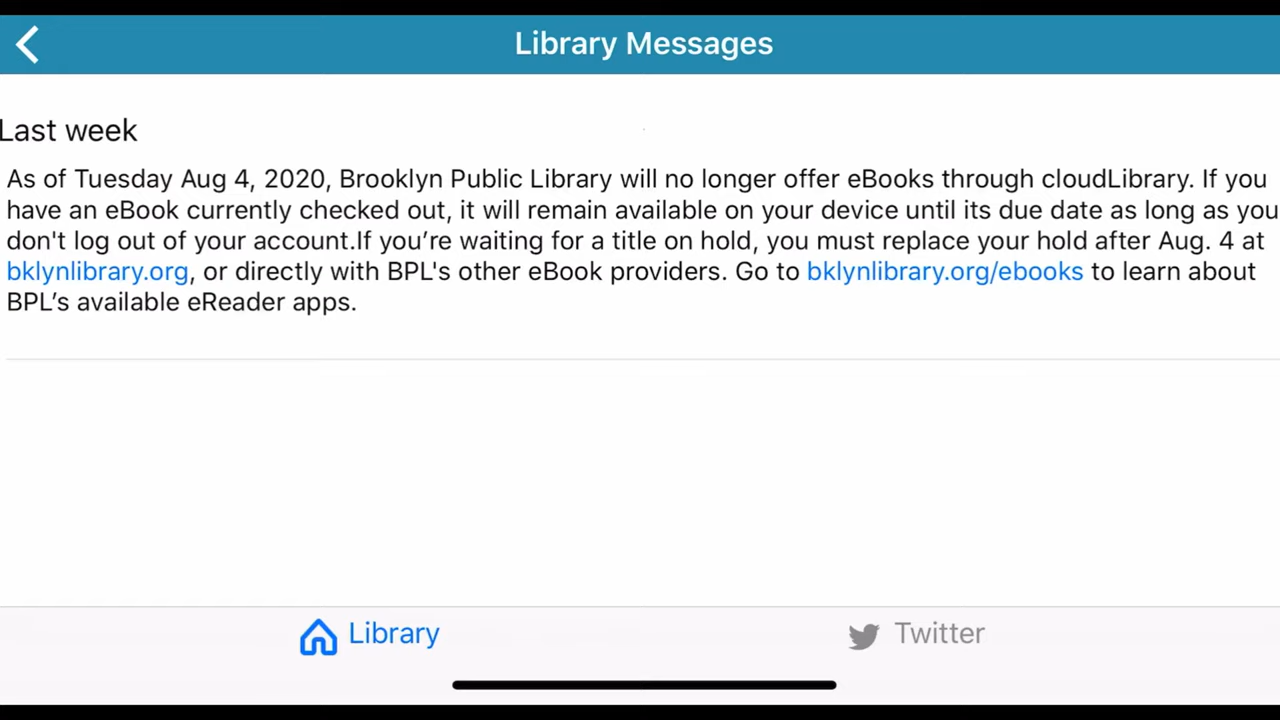 Library Messages
Last week
As of Tuesday Aug 4, 2020, Brooklyn Public Library will no longer offer eBooks through cloudLibrary. If you
have an eBook currently checked out, it will remain available on your device until its due date as long as you
don't log out of your account.If you’re waiting for a title on hold, you must replace your hold after Aug. 4 at
bklynlibrary.org, or directly with BPL's other eBook providers. Go to bklynlibrary.org/ebooks to learn about
BPL’s available eReader apps.
Library
Twitter